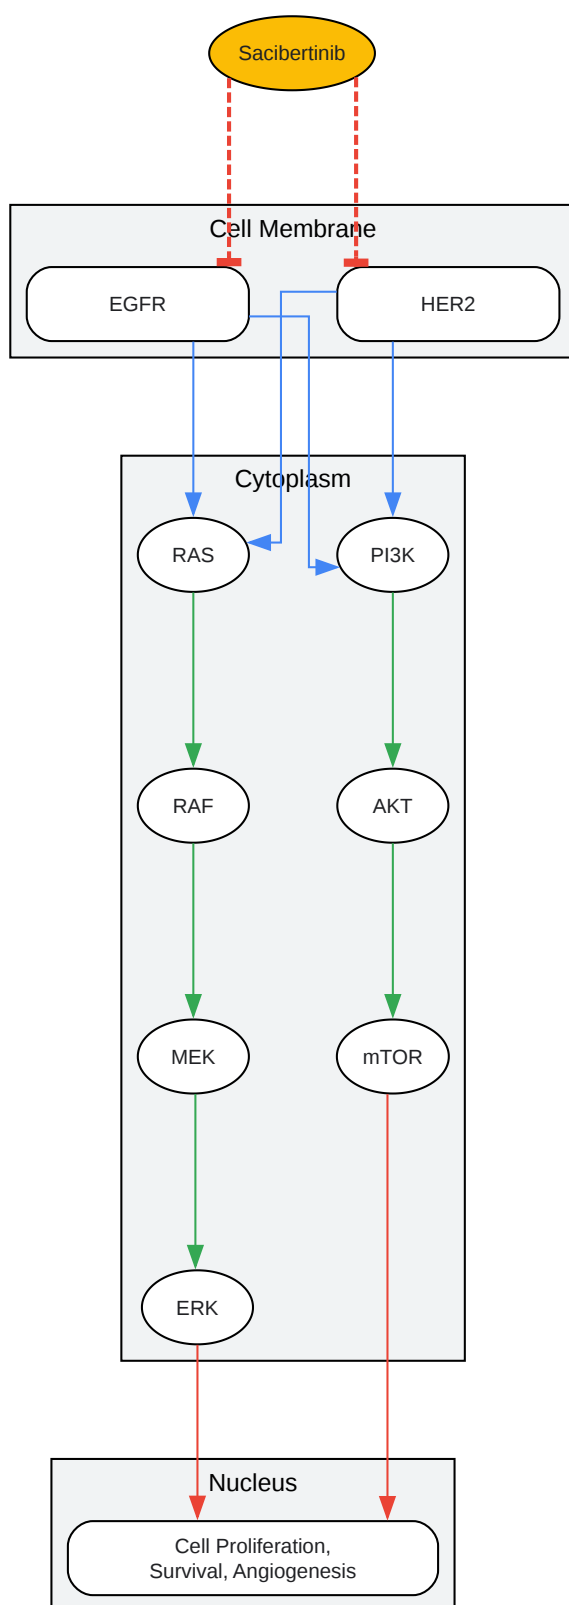 Sacibertinib
Cell Membrane
EGFR
HER2
Cytoplasm
RAS
PI3K
RAF
AKT
MEK
mTOR
ERK
Nucleus
Cell Proliferation,
Survival, Angiogenesis